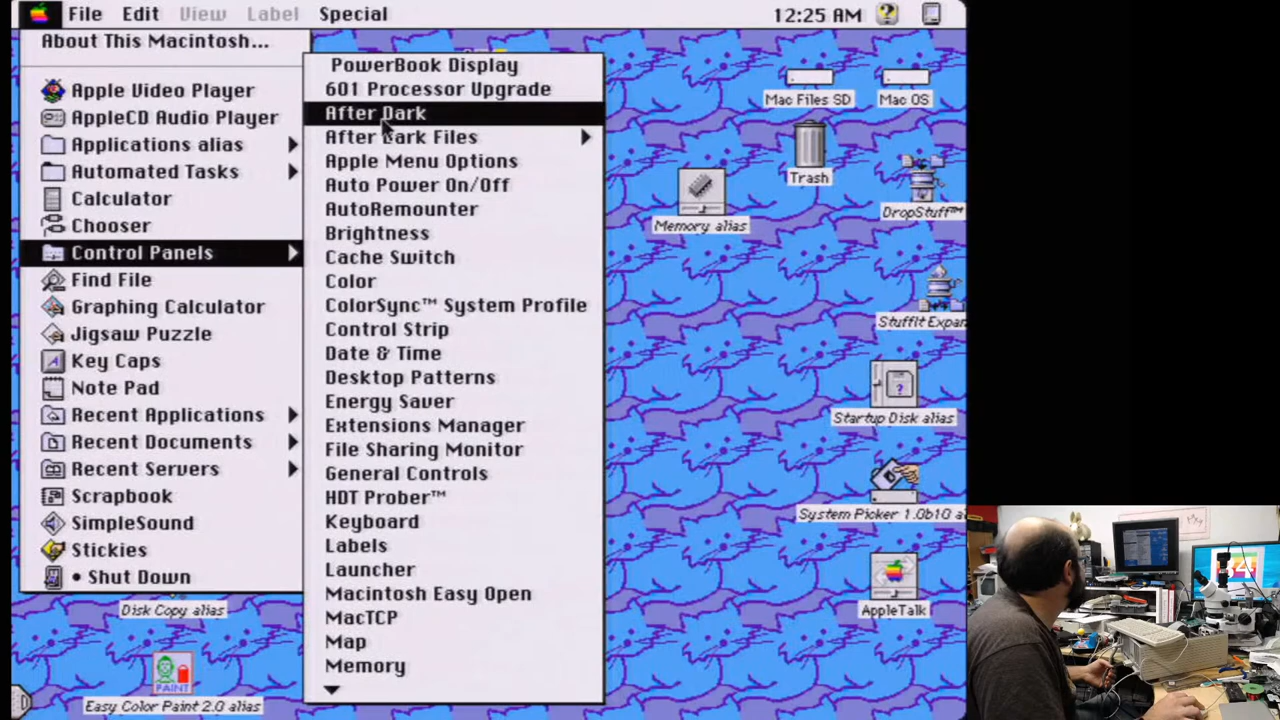 File Edit View Label Special 12:25 AM
About This Macintosh...
Apple Video Player
AppleCD Audio Player
Applications alias
Automated Tasks
Calculator
Chooser
Control Panels
Find File
Graphing Calculator
Jigsaw Puzzle
Key Caps
Note Pad
Recent Applications
Recent Documents
Recent Servers
Scrapbook
SimpleSound
Stickies
• Shut Down
PowerBook Display
601 Processor Upgrade
After Dark
After Dark Files
Apple Menu Options
Auto Power On/Off
AutoRemounter
Brightness
Cache Switch
Color
ColorSync™ System Profile
Control Strip
Date & Time
Desktop Patterns
Energy Saver
Extensions Manager
File Sharing Monitor
General Controls
HDT Prober™
Keyboard
Labels
Launcher
Macintosh Easy Open
MacTCP
Map
Memory
Mac Files SD
Mac OS
Trash
DropStuff™
Memory alias
StuffIt Expan
Startup Disk alias
System Picker 1.0b10 a
AppleTalk
Disk Copy alias
PAINT
Easy Color Paint 2.0 alias